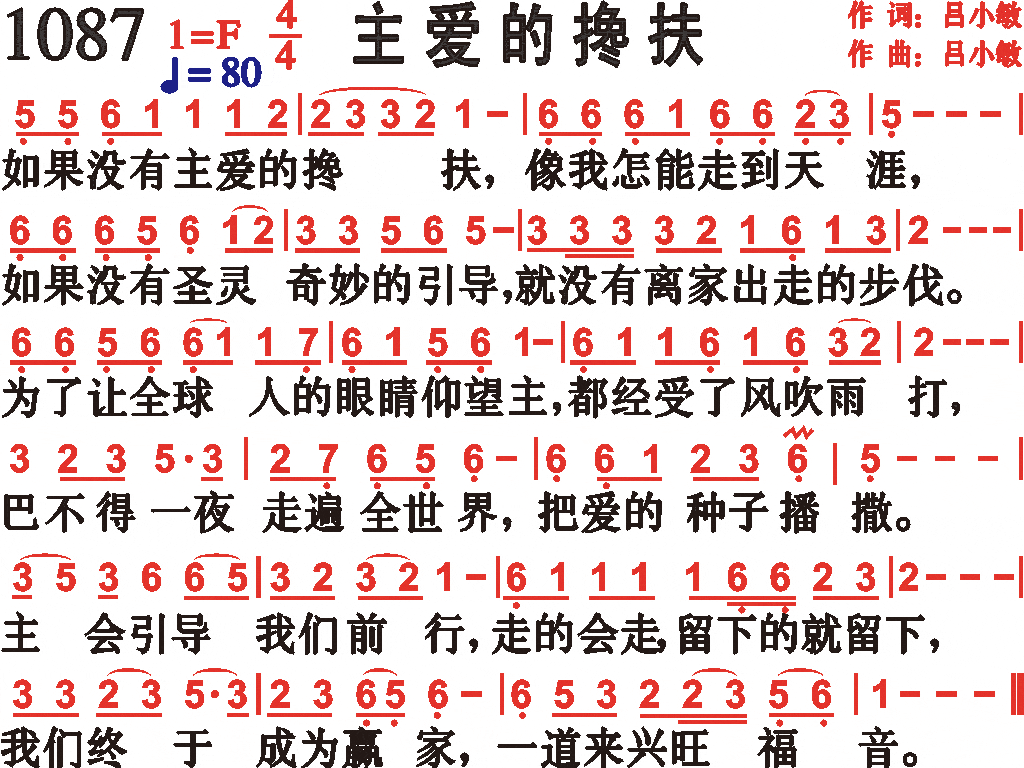 1087 1=F 4/4 主爱的搀扶 作 词：吕小敏
♩=80 作 曲：吕小敏
5 5 6 1 1 1 2 | 2 3 3 2 1 − | 6 6 6 1 6 6 2 3 | 5 − − − |
如果没有主爱的搀 扶，像我怎能走到天 涯，
6 6 6 5 6 1 2 | 3 3 5 6 5 − | 3 3 3 3 2 1 6 1 3 | 2 − − − |
如果没有圣灵 奇妙的引导，就没有离家出走的步伐。
6 6 5 6 6 1 1 7 | 6 1 5 6 1 − | 6 1 1 6 1 6 3 2 | 2 − − − |
为了让全球 人的眼睛仰望主，都经受了风吹雨 打，
3 2 3 5 · 3 | 2 7 6 5 6 − | 6 6 1 2 3 6 | 5 − − − |
巴不得 一夜 走遍 全世 界，把爱的 种子播 撒。
3 5 3 6 6 5 | 3 2 3 2 1 − | 6 1 1 1 1 6 6 2 3 | 2 − − − |
主 会引导 我们前 行，走的会走，留下的就留下，
3 3 2 3 5 · 3 | 2 3 6 5 6 − | 6 5 3 2 2 3 5 6 | 1 − − − ‖
我们终 于 成为赢 家，一道来兴旺 福 音。